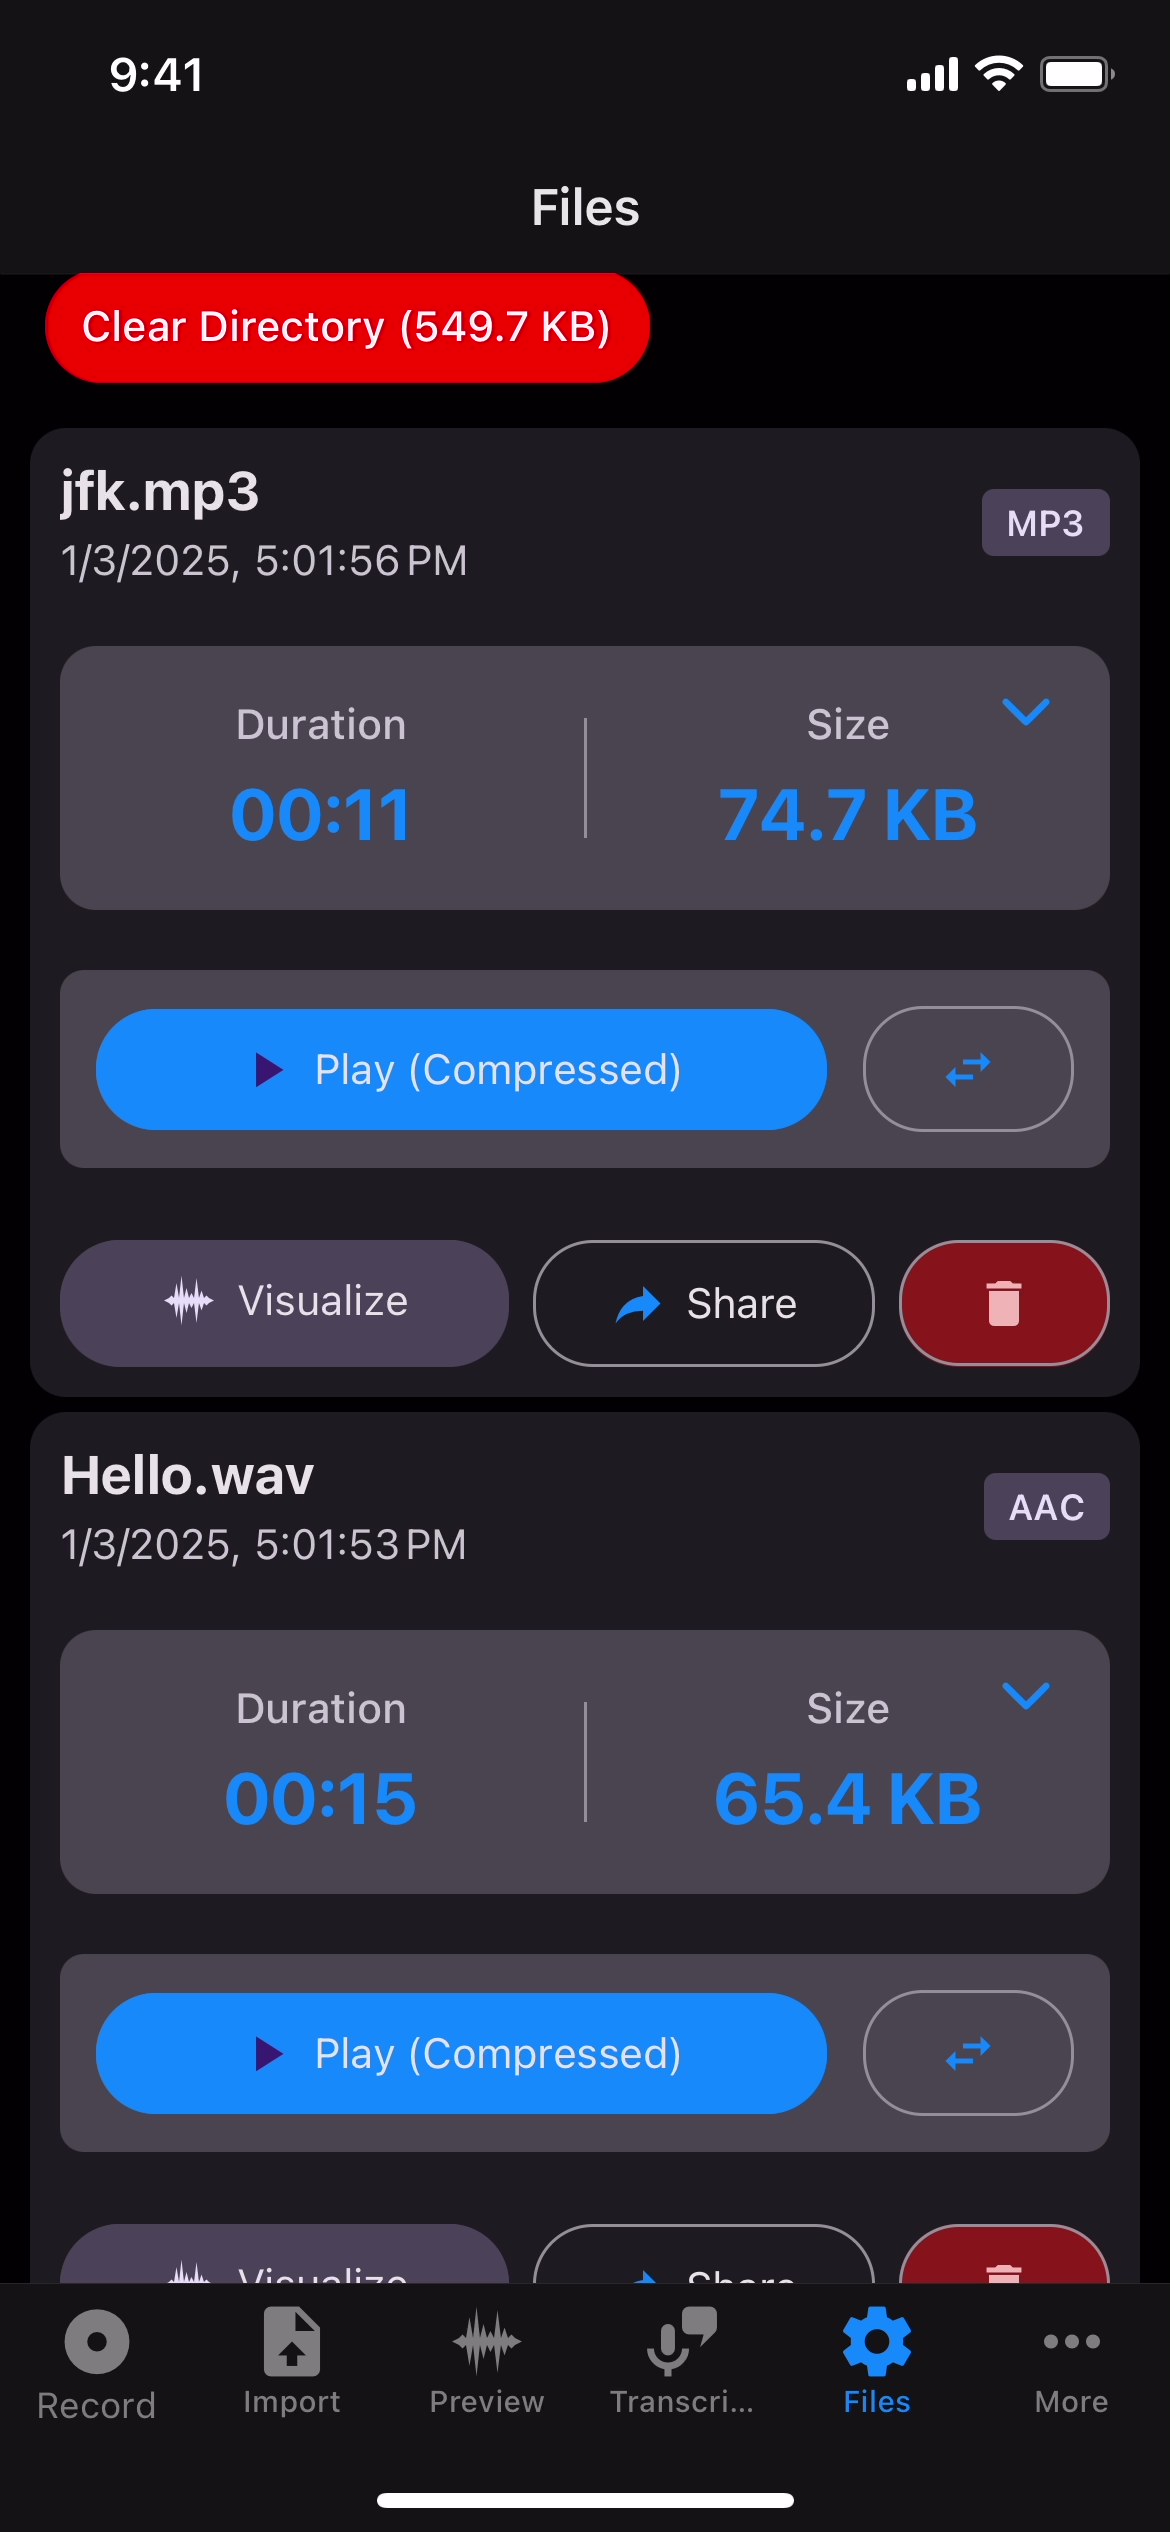 9:41
Files
Clear Directory (549.7 KB)
jfk.mp3
1/3/2025, 5:01:56 PM
MP3
Duration
Size
00:11
74.7 KB
Play (Compressed)
Visualize
Share
Hello.wav
1/3/2025, 5:01:53 PM
AAC
Duration
Size
00:15
65.4 KB
Play (Compressed)
Visualize
Share
Record
Import
Preview
Transcri...
Files
More